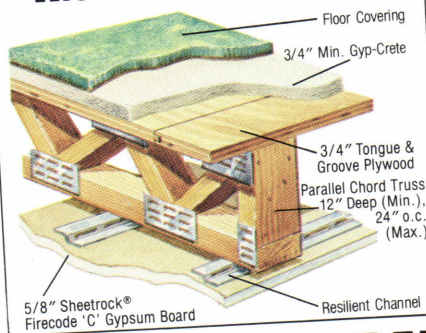 Floor Covering
3/4" Min. Gyp-Crete
3/4" Tongue &
Groove Plywood
Parallel Chord Truss
12" Deep (Min.),
24" o.c.
(Max.)
5/8" Sheetrock®
Firecode 'C' Gypsum Board
Resilient Channel